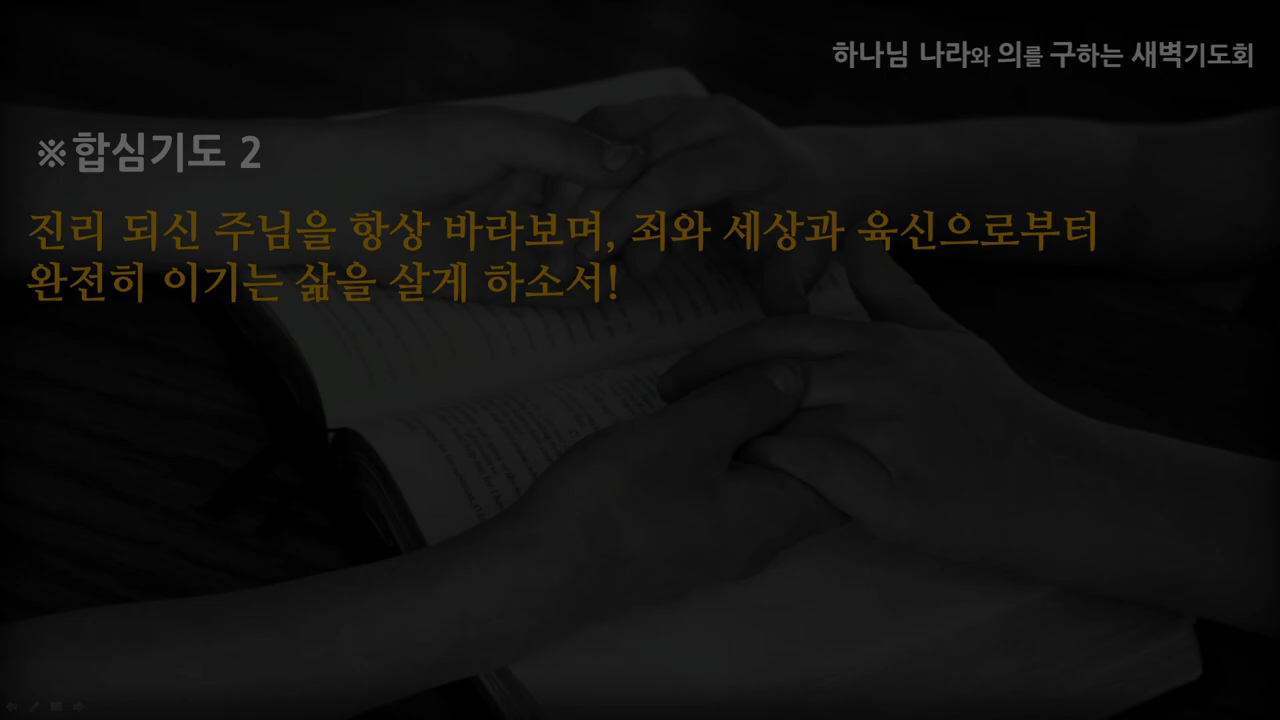 하나님 나라와 의를 구하는 새벽기도회
※합심기도 2
진리 되신 주님을 항상 바라보며, 죄와 세상과 육신으로부터
완전히 이기는 삶을 살게 하소서!